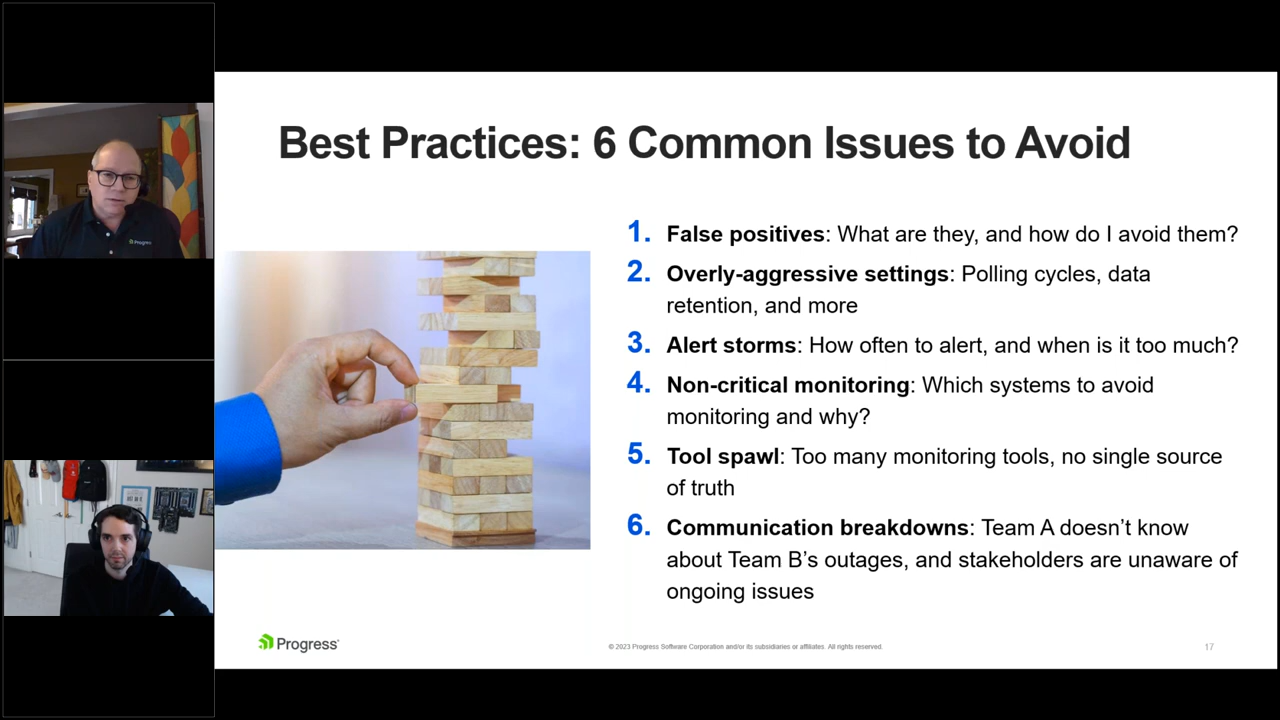 Best Practices: 6 Common Issues to Avoid
1. False positives: What are they, and how do I avoid them?
2. Overly-aggressive settings: Polling cycles, data
retention, and more
3. Alert storms: How often to alert, and when is it too much?
4. Non-critical monitoring: Which systems to avoid
monitoring and why?
5. Tool spawl: Too many monitoring tools, no single source
of truth
6. Communication breakdowns: Team A doesn’t know
about Team B’s outages, and stakeholders are unaware of
ongoing issues
Progress
© 2023 Progress Software Corporation and/or its subsidiaries or affiliates. All rights reserved.
17
Progress